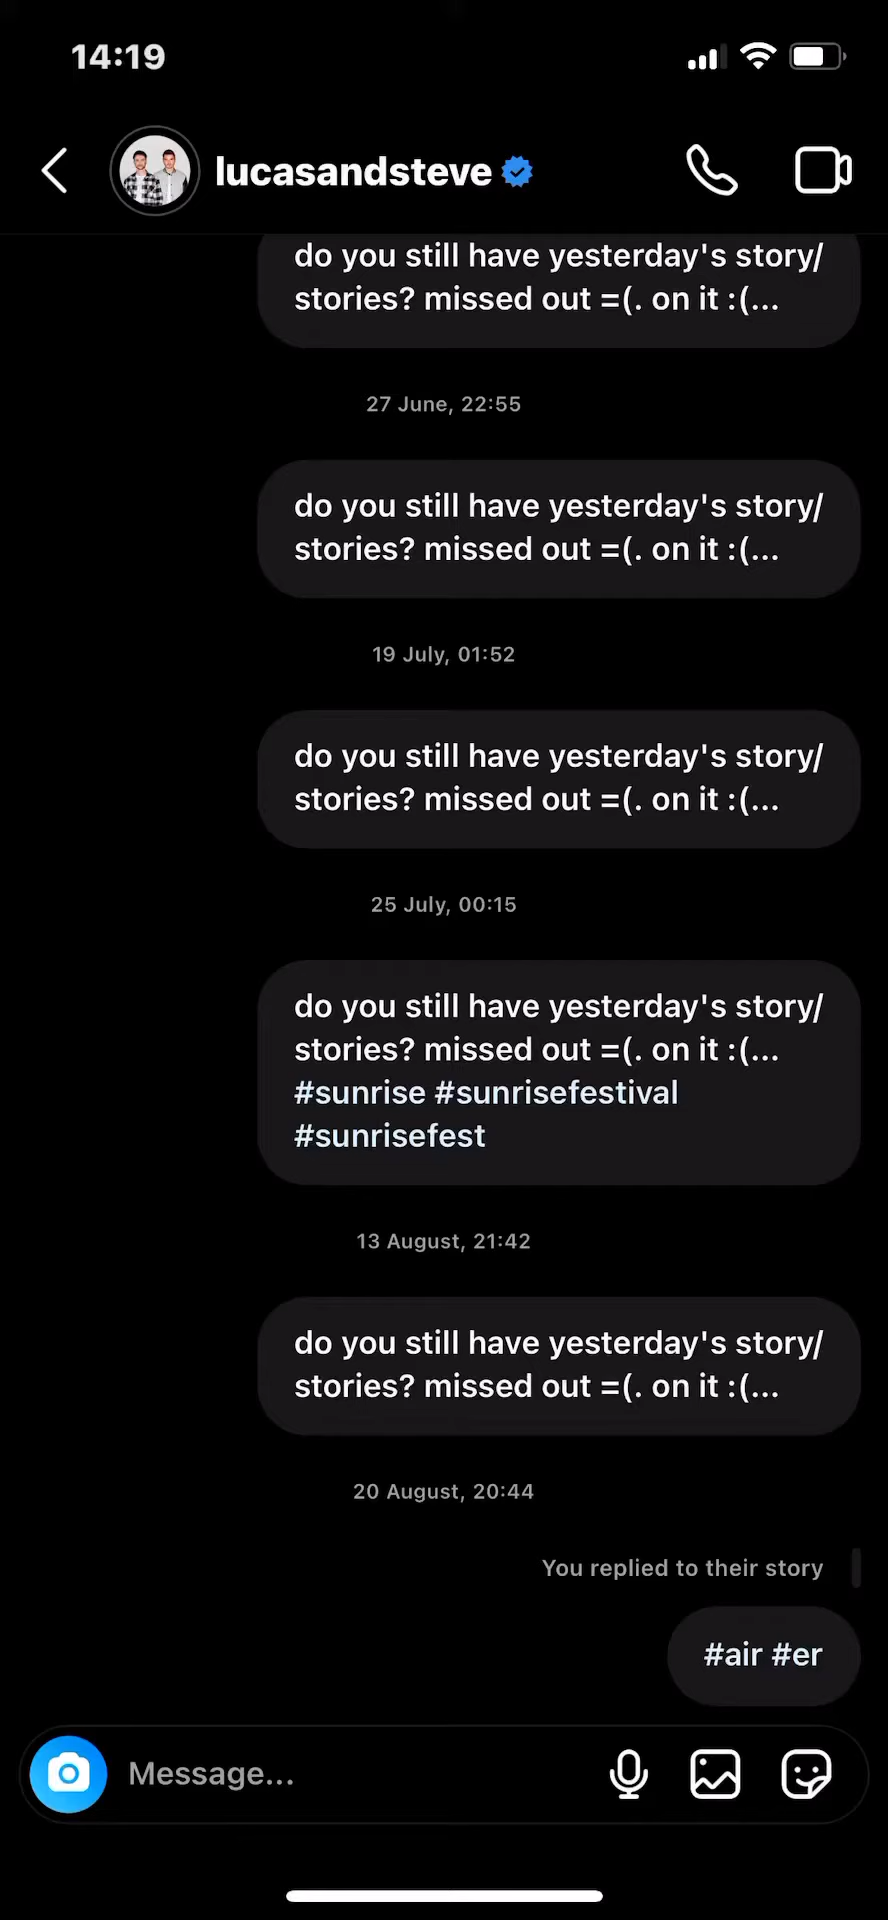 14:19
lucasandsteve
do you still have yesterday's story/
stories? missed out =(. on it :(...
27 June, 22:55
do you still have yesterday's story/
stories? missed out =(. on it :(...
19 July, 01:52
do you still have yesterday's story/
stories? missed out =(. on it :(...
25 July, 00:15
do you still have yesterday's story/
stories? missed out =(. on it :(...
#sunrise #sunrisefestival
#sunrisefest
13 August, 21:42
do you still have yesterday's story/
stories? missed out =(. on it :(...
20 August, 20:44
You replied to their story
#air #er
Message...